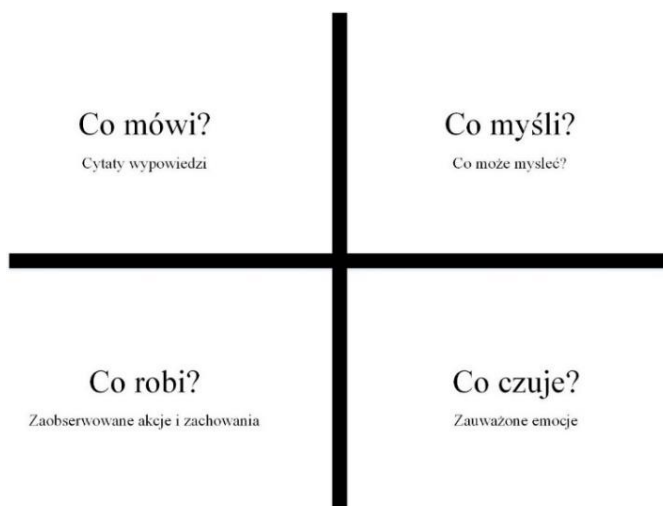 Co mówi?
Cytaty wypowiedzi
Co myśli?
Co może mysleć?
Co robi?
Zaobserwowane akcje i zachowania
Co czuje?
Zauważone emocje